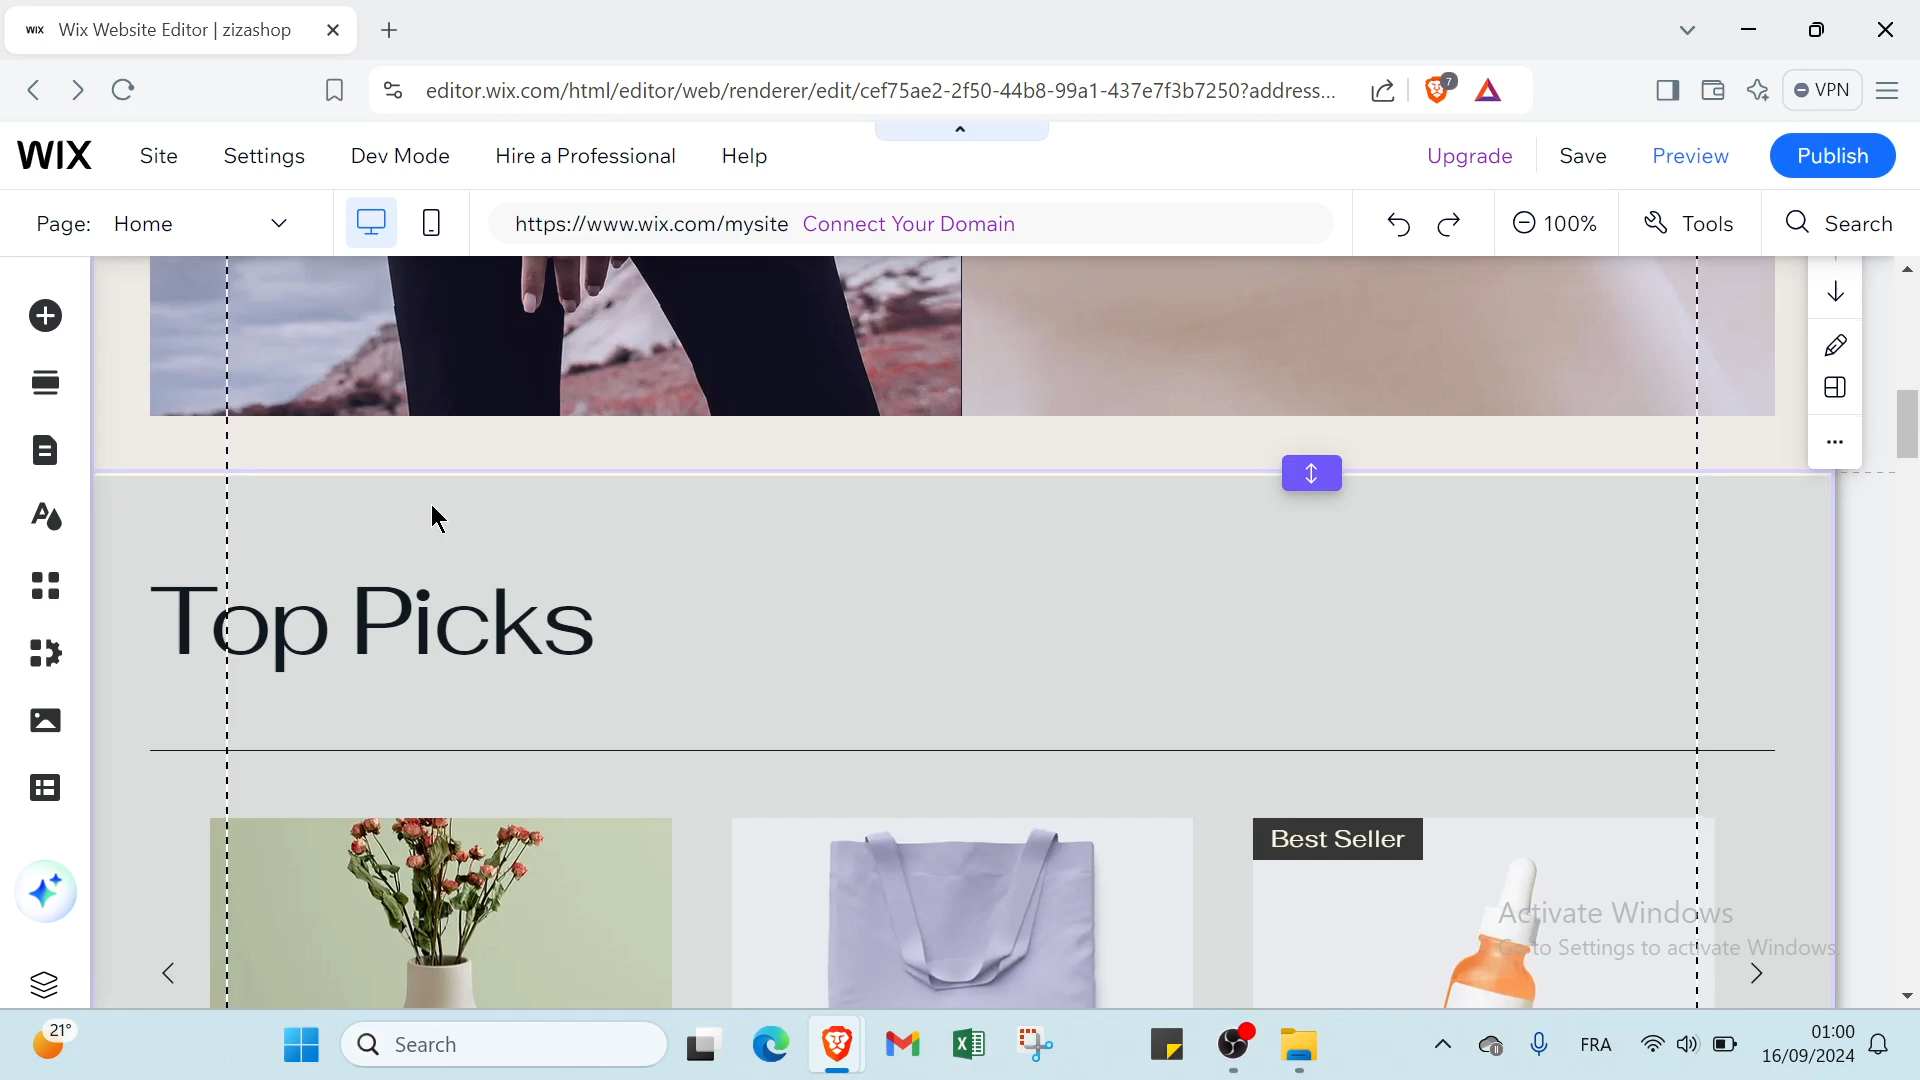 WIX Wix Website Editor | zizashop
editor.wix.com/html/editor/web/renderer/edit/cef75ae2-2f50-44b8-99a1-437e7f3b7250?address... 7 VPN
WIX Site Settings Dev Mode Hire a Professional Help Upgrade Save Preview Publish
Page: Home https://www.wix.com/mysite Connect Your Domain 100% Tools Search
Top Picks
Best Seller
Activate Windows
Go to Settings to activate Windows.
21° Search FRA 01:00
16/09/2024